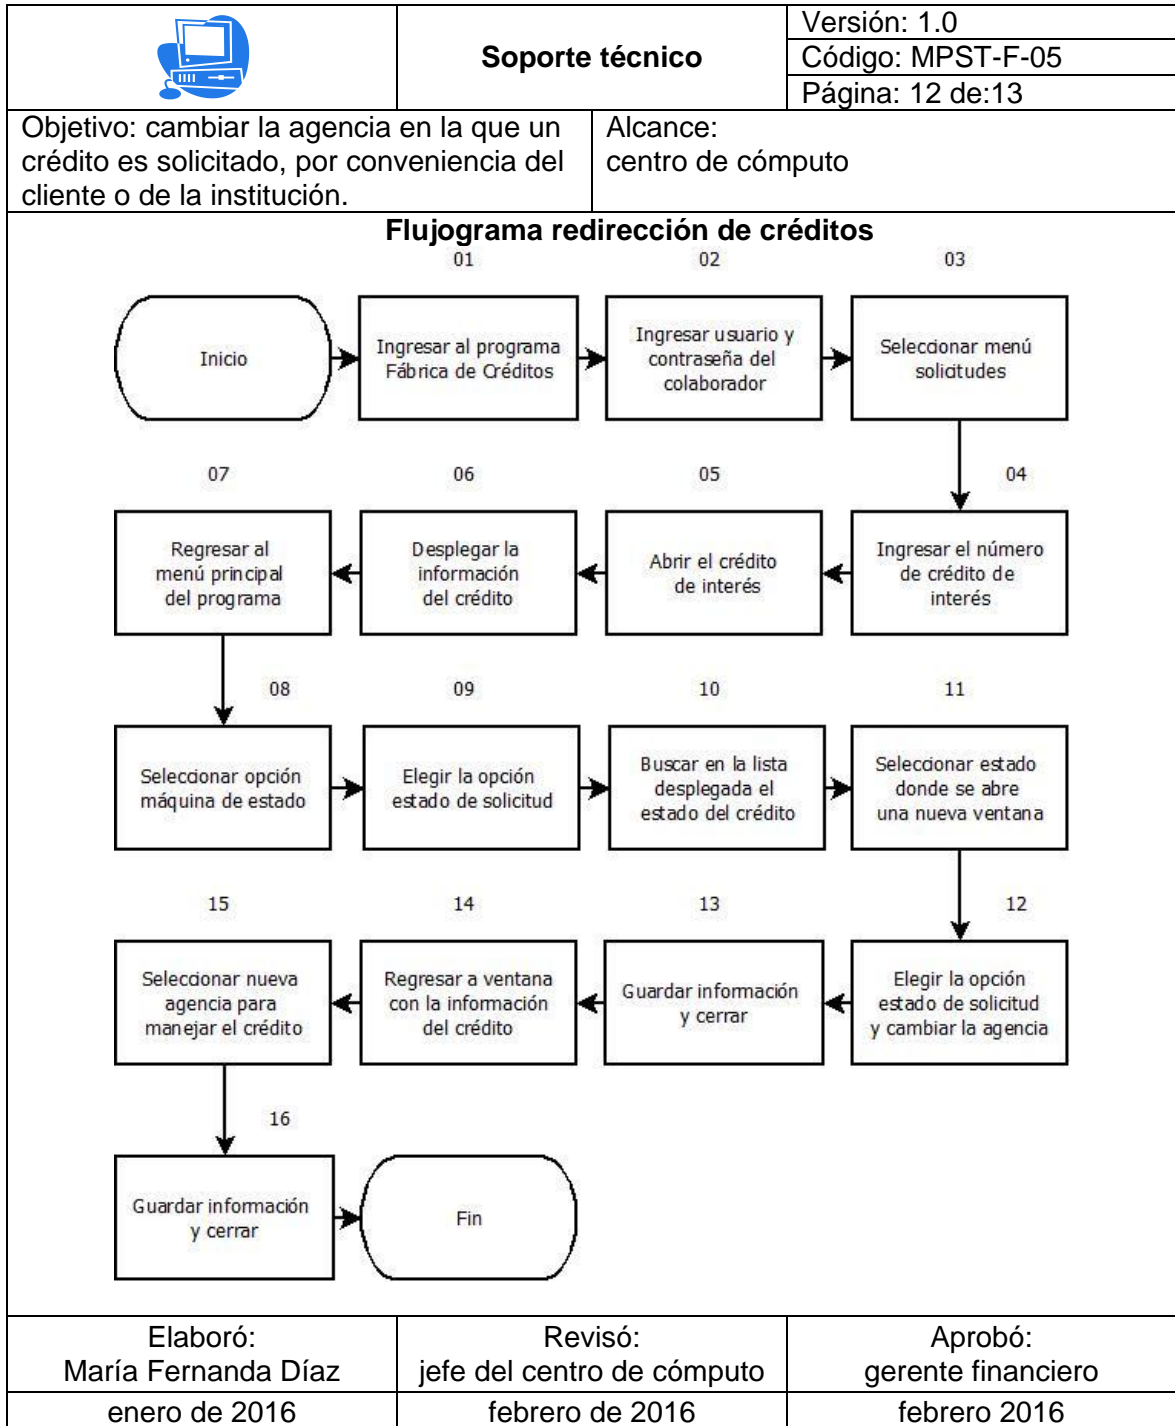 Soporte técnico
Versión: 1.0
Código: MPST-F-05
Página: 12 de:13
Objetivo: cambiar la agencia en la que un
crédito es solicitado, por conveniencia del
cliente o de la institución.
Alcance:
centro de cómputo
Flujograma redirección de créditos
Inicio
01
Ingresar al programa
Fábrica de Créditos
02
Ingresar usuario y
contraseña del
colaborador
03
Seleccionar menú
solicitudes
04
Ingresar el número
de crédito de
interés
05
Abrir el crédito
de interés
06
Desplegar la
información
del crédito
07
Regresar al
menú principal
del programa
08
Seleccionar opción
máquina de estado
09
Elegir la opción
estado de solicitud
10
Buscar en la lista
desplegada el
estado del crédito
11
Seleccionar estado
donde se abre
una nueva ventana
12
Elegir la opción
estado de solicitud
y cambiar la agencia
13
Guardar información
y cerrar
14
Regresar a ventana
con la información
del crédito
15
Seleccionar nueva
agencia para
manejar el crédito
16
Guardar información
y cerrar
Fin
Elaboró:
María Fernanda Díaz
Revisó:
jefe del centro de cómputo
Aprobó:
gerente financiero
enero de 2016
febrero de 2016
febrero 2016